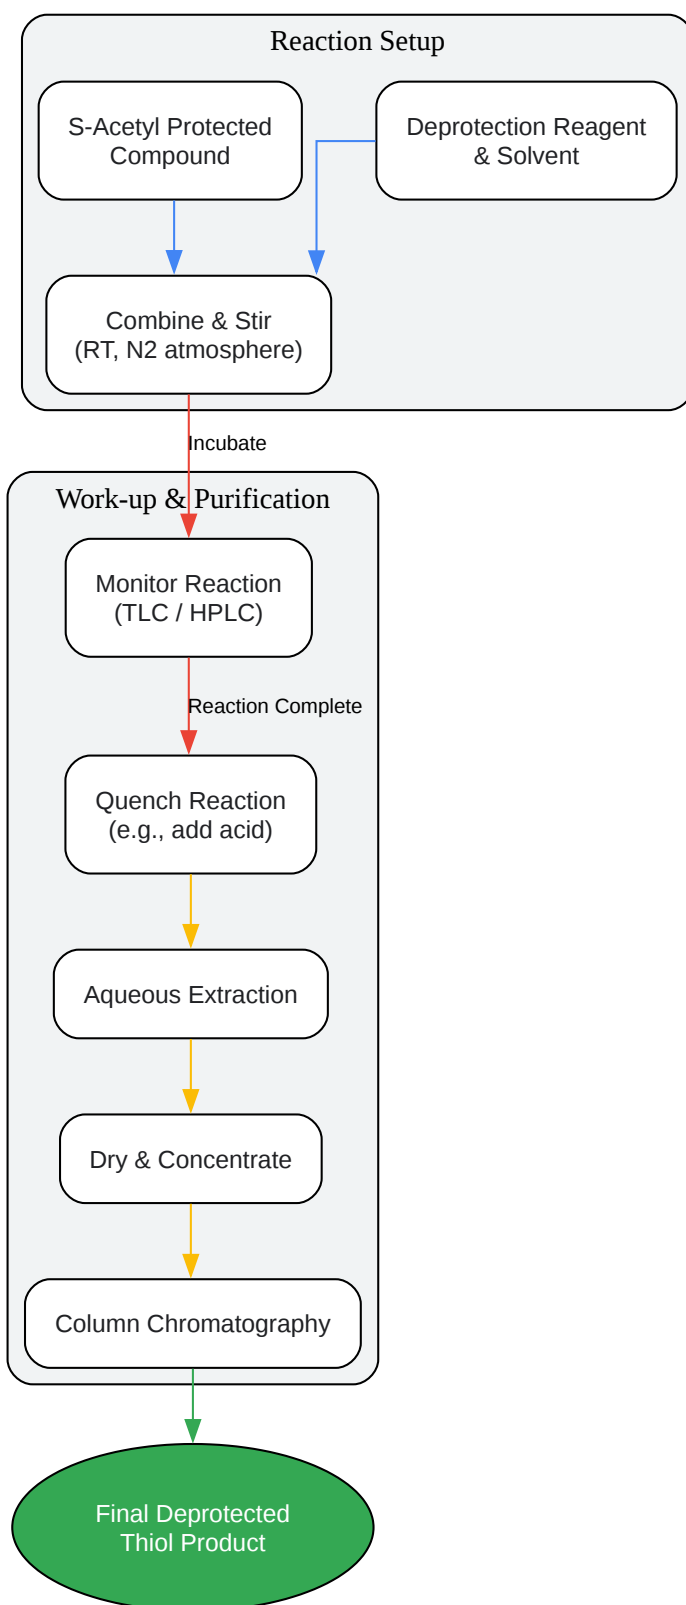 Reaction Setup
S-Acetyl Protected
Compound
Deprotection Reagent
& Solvent
Combine & Stir
(RT, N2 atmosphere)
Incubate
Work-up & Purification
Monitor Reaction
(TLC / HPLC)
Reaction Complete
Quench Reaction
(e.g., add acid)
Aqueous Extraction
Dry & Concentrate
Column Chromatography
Final Deprotected
Thiol Product